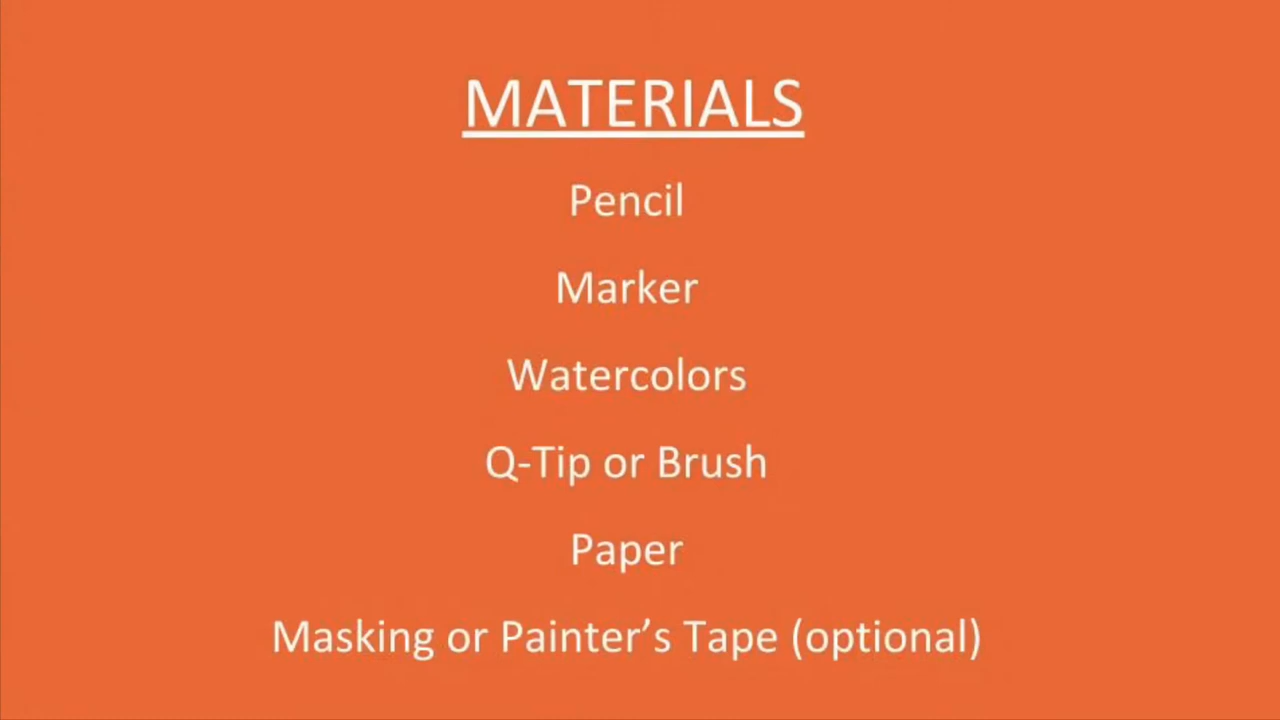 MATERIALS
Pencil
Marker
Watercolors
Q-Tip or Brush
Paper
Masking or Painter’s Tape (optional)